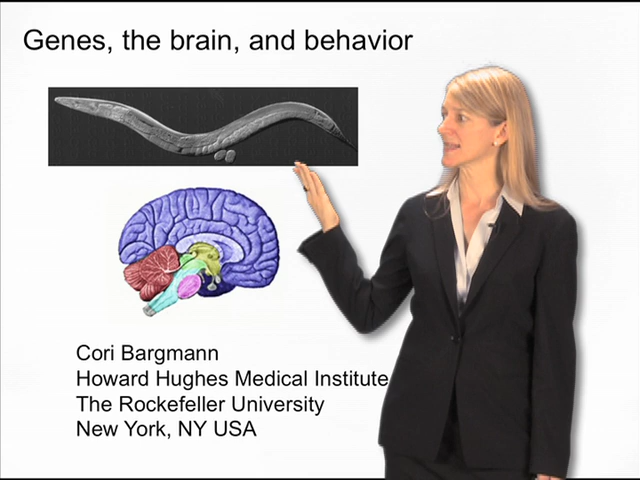 Genes, the brain, and behavior
Cori Bargmann
Howard Hughes Medical Institute
The Rockefeller University
New York, NY USA